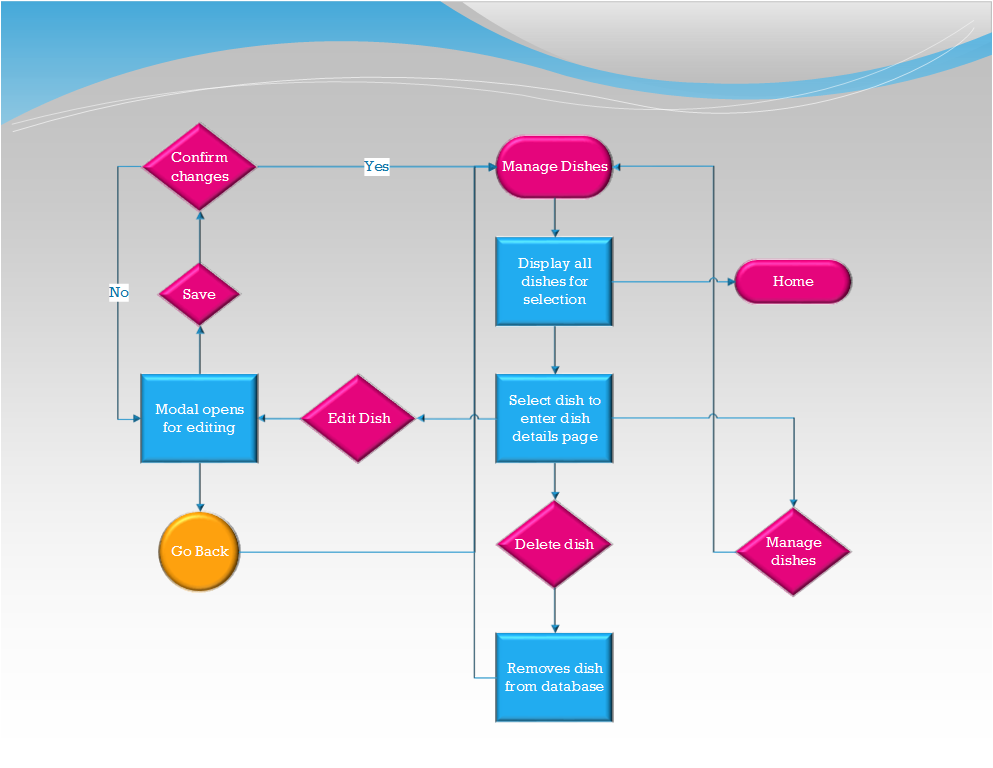 Confirm
changes
Yes
Manage Dishes
Display all
dishes for
selection
Home
No
Save
Modal opens
for editing
Edit Dish
Select dish to
enter dish
details page
Go Back
Delete dish
Manage
dishes
Removes dish
from database